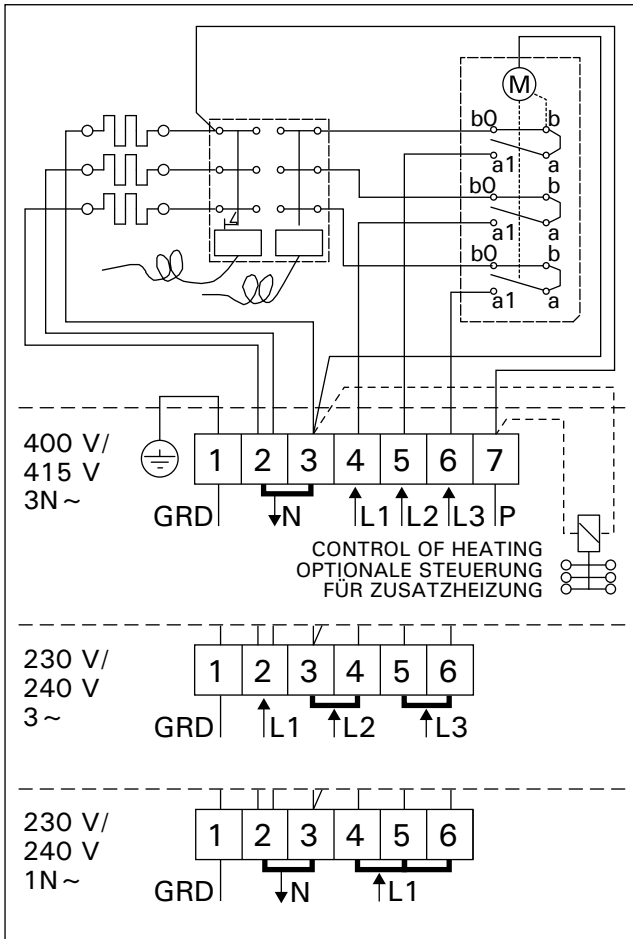 M
b0 b
a1 a
b0 b
a1 a
b0 b
a1 a
400 V/
415 V
3N~
1 2 3 4 5 6 7
GRD N L1 L2 L3 P
CONTROL OF HEATING
OPTIONALE STEUERUNG
FÜR ZUSATZHEIZUNG
230 V/
240 V
3~
1 2 3 4 5 6
GRD L1 L2 L3
230 V/
240 V
1N~
1 2 3 4 5 6
GRD N L1